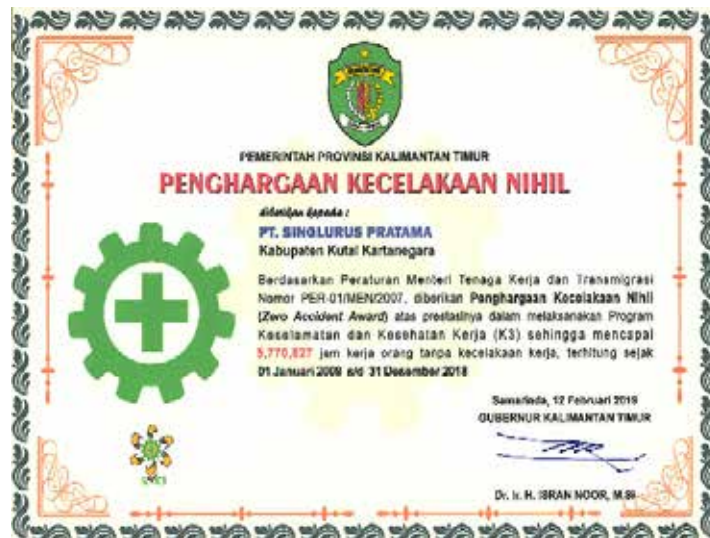 PEMERINTAH PROVINSI KALIMANTAN TIMUR
PENGHARGAAN KECELAKAAN NIHIL
diberikan kepada :
PT. SINGLURUS PRATAMA
Kabupaten Kutai Kartanegara
Berdasarkan Peraturan Menteri Tenaga Kerja dan Transmigrasi
Nomor PER-01/MEN/2007, diberikan Penghargaan Kecelakaan Nihil
(Zero Accident Award) atas prestasinya dalam melaksanakan Program
Keselamatan dan Kesehatan Kerja (K3) sehingga mencapai
5,770,827 jam kerja orang tanpa kecelakaan kerja, terhitung sejak
01 Januari 2009 s/d 31 Desember 2018
Samarinda, 12 Februari 2019
GUBERNUR KALIMANTAN TIMUR
Dr. Ir. H. ISRAN NOOR, M.Si